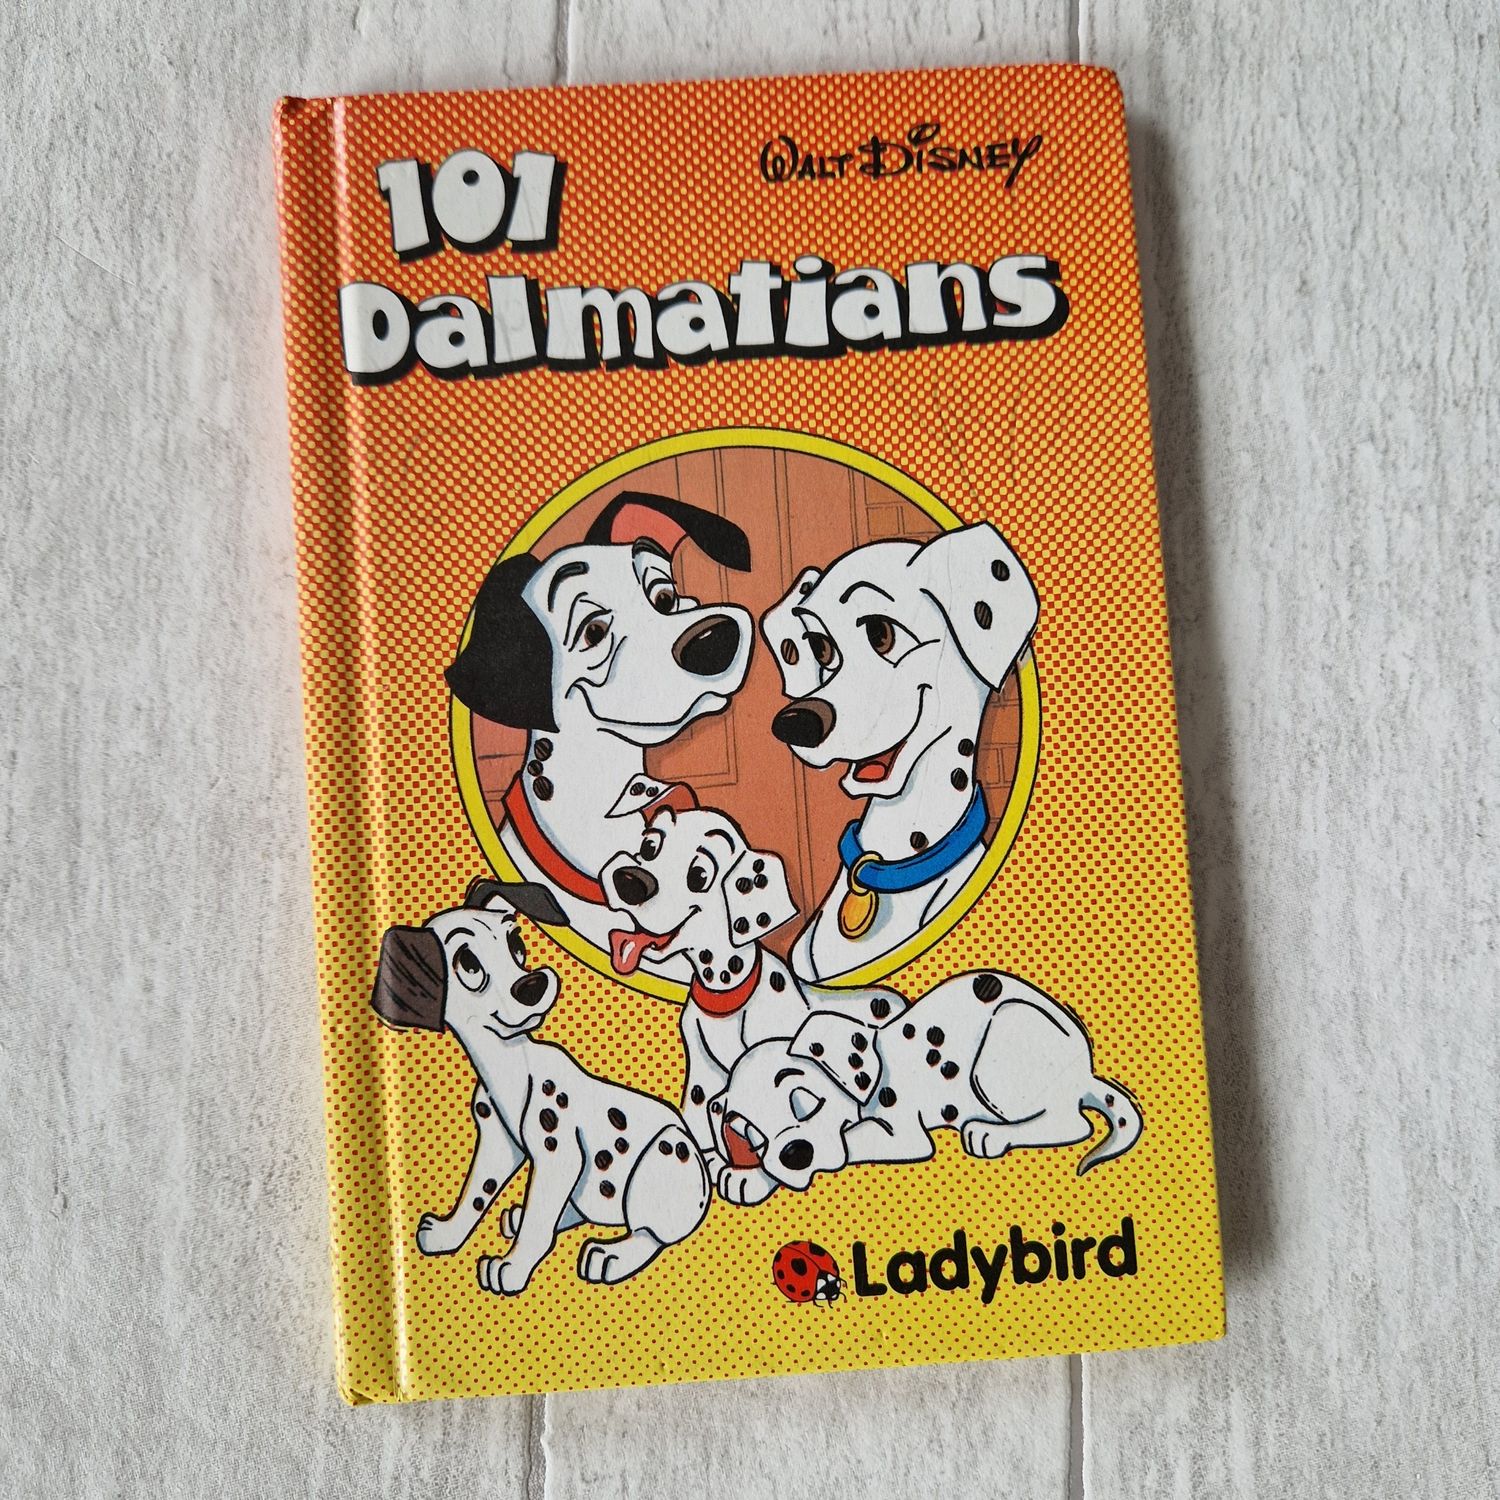 101
Walt Disney
Dalmatians
Ladybird